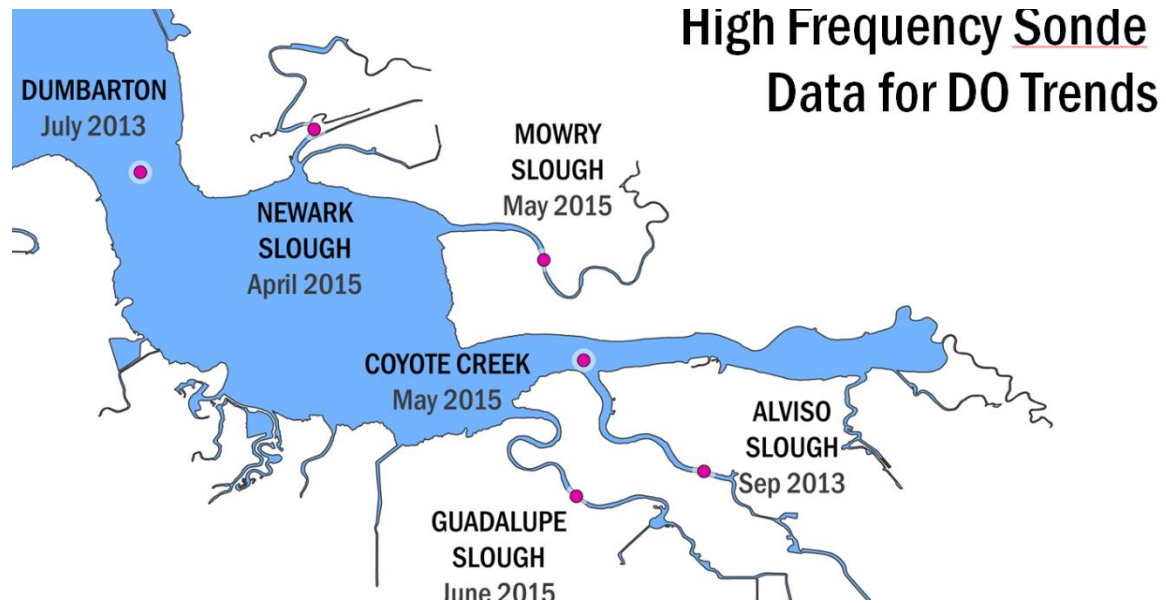 High Frequency Sonde
Data for DO Trends
DUMBARTON
July 2013
MOWRY
SLOUGH
May 2015
NEWARK
SLOUGH
April 2015
COYOTE CREEK
May 2015
ALVISO
SLOUGH
Sep 2013
GUADALUPE
SLOUGH
June 2015